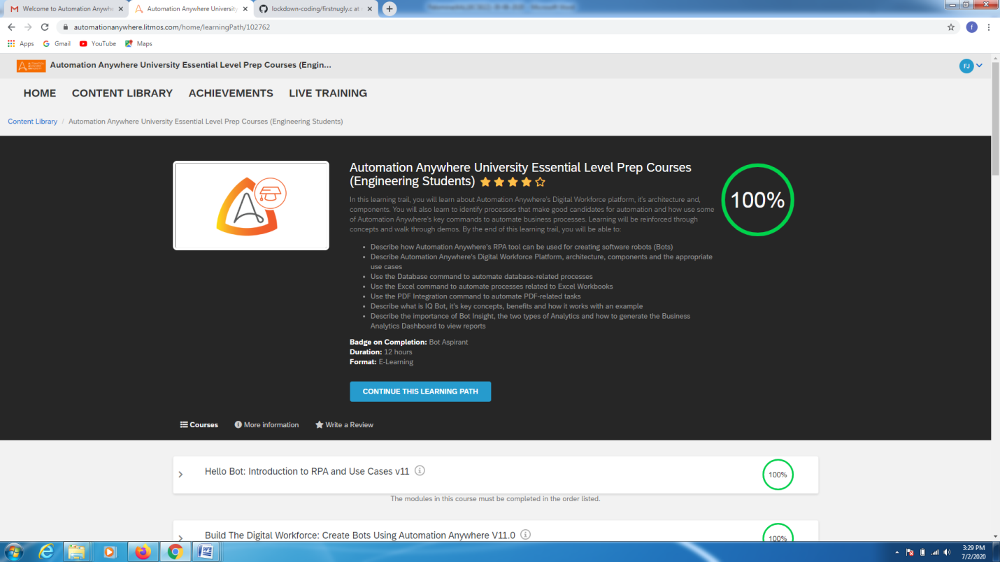 Welcome to Automation Anywhe
Automation Anywhere University
lockdown-coding/firstnugly.c at
automationanywhere.litmos.com/home/learningPath/102762
f
Apps Gmail YouTube Maps
Automation Anywhere University Essential Level Prep Courses (Engin...
FJ
HOME CONTENT LIBRARY ACHIEVEMENTS LIVE TRAINING
Content Library / Automation Anywhere University Essential Level Prep Courses (Engineering Students)
Automation Anywhere University Essential Level Prep Courses
(Engineering Students)
100%
In this learning trail, you will learn about Automation Anywhere's Digital Workforce platform, it's architecture and,
components. You will also learn to identify processes that make good candidates for automation and how use some
of Automation Anywhere's key commands to automate business processes. Learning will be reinforced through
concepts and walk through demos. By the end of this learning trail, you will be able to:
• Describe how Automation Anywhere's RPA tool can be used for creating software robots (Bots)
• Describe Automation Anywhere's Digital Workforce Platform, architecture, components and the appropriate
use cases
• Use the Database command to automate database-related processes
• Use the Excel command to automate processes related to Excel Workbooks
• Use the PDF Integration command to automate PDF-related tasks
• Describe what is IQ Bot, it's key concepts, benefits and how it works with an example
• Describe the importance of Bot Insight, the two types of Analytics and how to generate the Business
Analytics Dashboard to view reports
Badge on Completion: Bot Aspirant
Duration: 12 hours
Format: E-Learning
CONTINUE THIS LEARNING PATH
Courses More information Write a Review
Hello Bot: Introduction to RPA and Use Cases v11
100%
The modules in this course must be completed in the order listed.
Build The Digital Workforce: Create Bots Using Automation Anywhere V11.0
100%
3:29 PM
7/2/2020